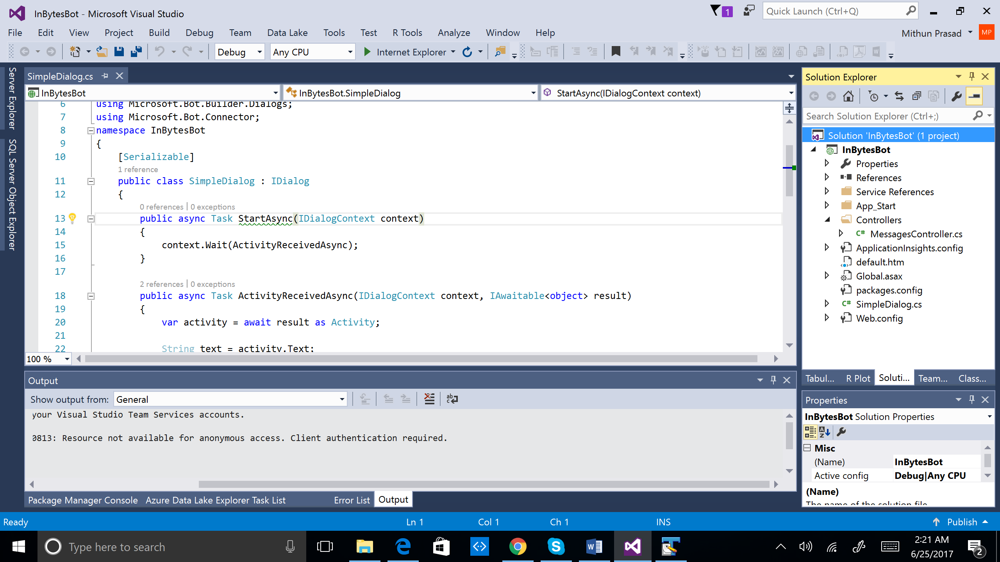 InBytesBot - Microsoft Visual Studio
1
Quick Launch (Ctrl+Q)
File Edit View Project Build Debug Team Data Lake Tools Test R Tools Analyze Window Help
Mithun Prasad
MP
Debug
Any CPU
Internet Explorer
Server Explorer
SQL Server Object Explorer
SimpleDialog.cs
InBytesBot
InBytesBot.SimpleDialog
StartAsync(IDialogContext context)
6 using Microsoft.Bot.Builder.Dialogs;
7 using Microsoft.Bot.Connector;
8 namespace InBytesBot
9 {
10 [Serializable]
1 reference
11 public class SimpleDialog : IDialog
12 {
0 references | 0 exceptions
13 public async Task StartAsync(IDialogContext context)
14 {
15 context.Wait(ActivityReceivedAsync);
16 }
17
2 references | 0 exceptions
18 public async Task ActivityReceivedAsync(IDialogContext context, IAwaitable<object> result)
19 {
20 var activity = await result as Activity;
21
22 String text = activity.Text;
100 %
Output
Show output from: General
your Visual Studio Team Services accounts.
0813: Resource not available for anonymous access. Client authentication required.
Package Manager Console Azure Data Lake Explorer Task List Error List Output
Solution Explorer
Search Solution Explorer (Ctrl+;)
Solution 'InBytesBot' (1 project)
InBytesBot
Properties
References
Service References
App_Start
Controllers
C# MessagesController.cs
ApplicationInsights.config
default.htm
Global.asax
packages.config
C# SimpleDialog.cs
Web.config
Tabul... R Plot Soluti... Team... Class...
Properties
InBytesBot Solution Properties
Misc
(Name) InBytesBot
Active config Debug|Any CPU
(Name)
The name of the solution file
Ready
Ln 1
Col 1
Ch 1
INS
Publish
Type here to search
2:21 AM
6/25/2017
2